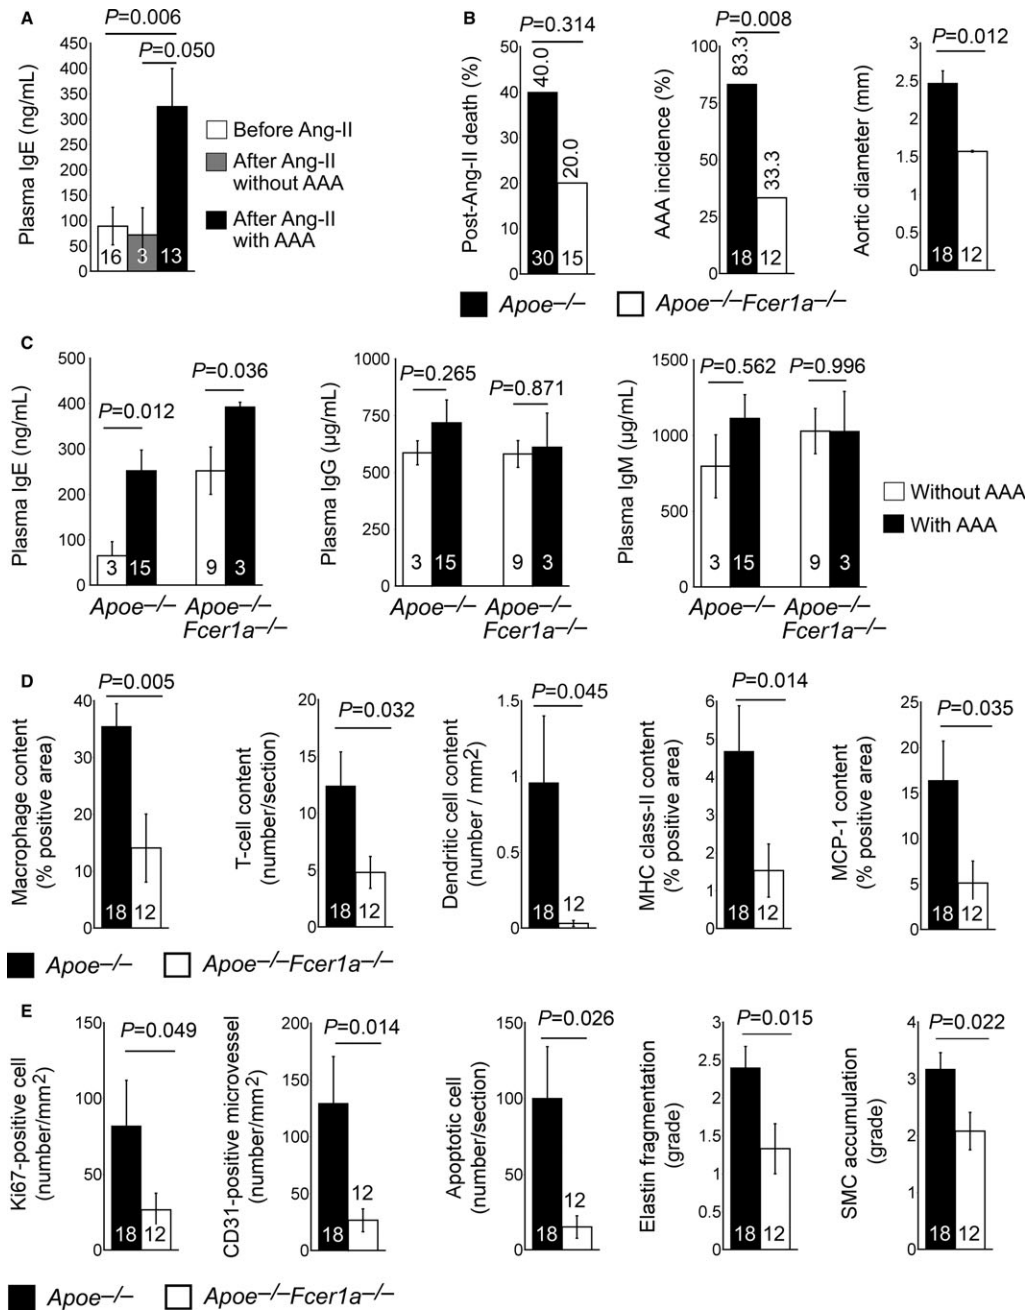 A
P=0.006
P=0.050
Plasma IgE (ng/mL)
450
400
350
300
250
200
150
100
50
0
16
3
13
Before Ang-II
After Ang-II
without AAA
After Ang-II
with AAA
B
P=0.314
Post-Ang-II death (%)
50
40
30
20
10
0
40.0
20.0
30
15
P=0.008
AAA incidence (%)
100
75
50
25
0
83.3
33.3
18
12
P=0.012
Aortic diameter (mm)
3
2.5
2
1.5
1
0.5
0
18
12
Apoe–/–
Apoe–/–Fcer1a–/–
C
Plasma IgE (ng/mL)
500
400
300
200
100
0
P=0.012
P=0.036
3
15
9
3
Apoe–/–
Apoe–/–
Fcer1a–/–
Plasma IgG (µg/mL)
1000
750
500
250
0
P=0.265
P=0.871
3
15
9
3
Apoe–/–
Apoe–/–
Fcer1a–/–
Plasma IgM (µg/mL)
1500
1000
500
0
P=0.562
P=0.996
3
15
9
3
Apoe–/–
Apoe–/–
Fcer1a–/–
Without AAA
With AAA
D
P=0.005
Macrophage content
(% positive area)
40
30
20
10
0
18
12
P=0.032
T-cell content
(number/section)
20
15
10
5
0
18
12
P=0.045
Dendritic cell content
(number / mm2)
1.5
1
0.5
0
18
12
P=0.014
MHC class-II content
(% positive area)
6
5
4
3
2
1
0
18
12
P=0.035
MCP-1 content
(% positive area)
25
20
15
10
5
0
18
12
Apoe–/–
Apoe–/–Fcer1a–/–
E
P=0.049
Ki67-positive cell
(number/mm2)
150
100
50
0
18
12
P=0.014
CD31-positive microvessel
(number/mm2)
200
150
100
50
0
18
12
P=0.026
Apoptotic cell
(number/section)
150
100
50
0
18
12
P=0.015
Elastin fragmentation
(grade)
3
2.5
2
1.5
1
0.5
0
18
12
P=0.022
SMC accumulation
(grade)
4
3
2
1
0
18
12
Apoe–/–
Apoe–/–Fcer1a–/–